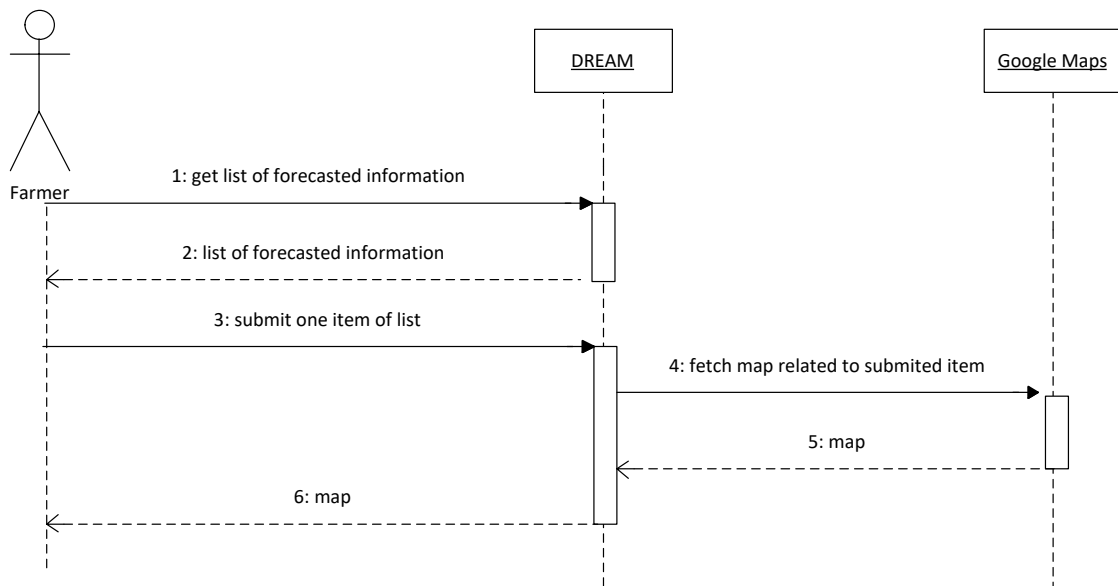 DREAM
Google Maps
Farmer
1: get list of forecasted information
2: list of forecasted information
3: submit one item of list
4: fetch map related to submited item
5: map
6: map